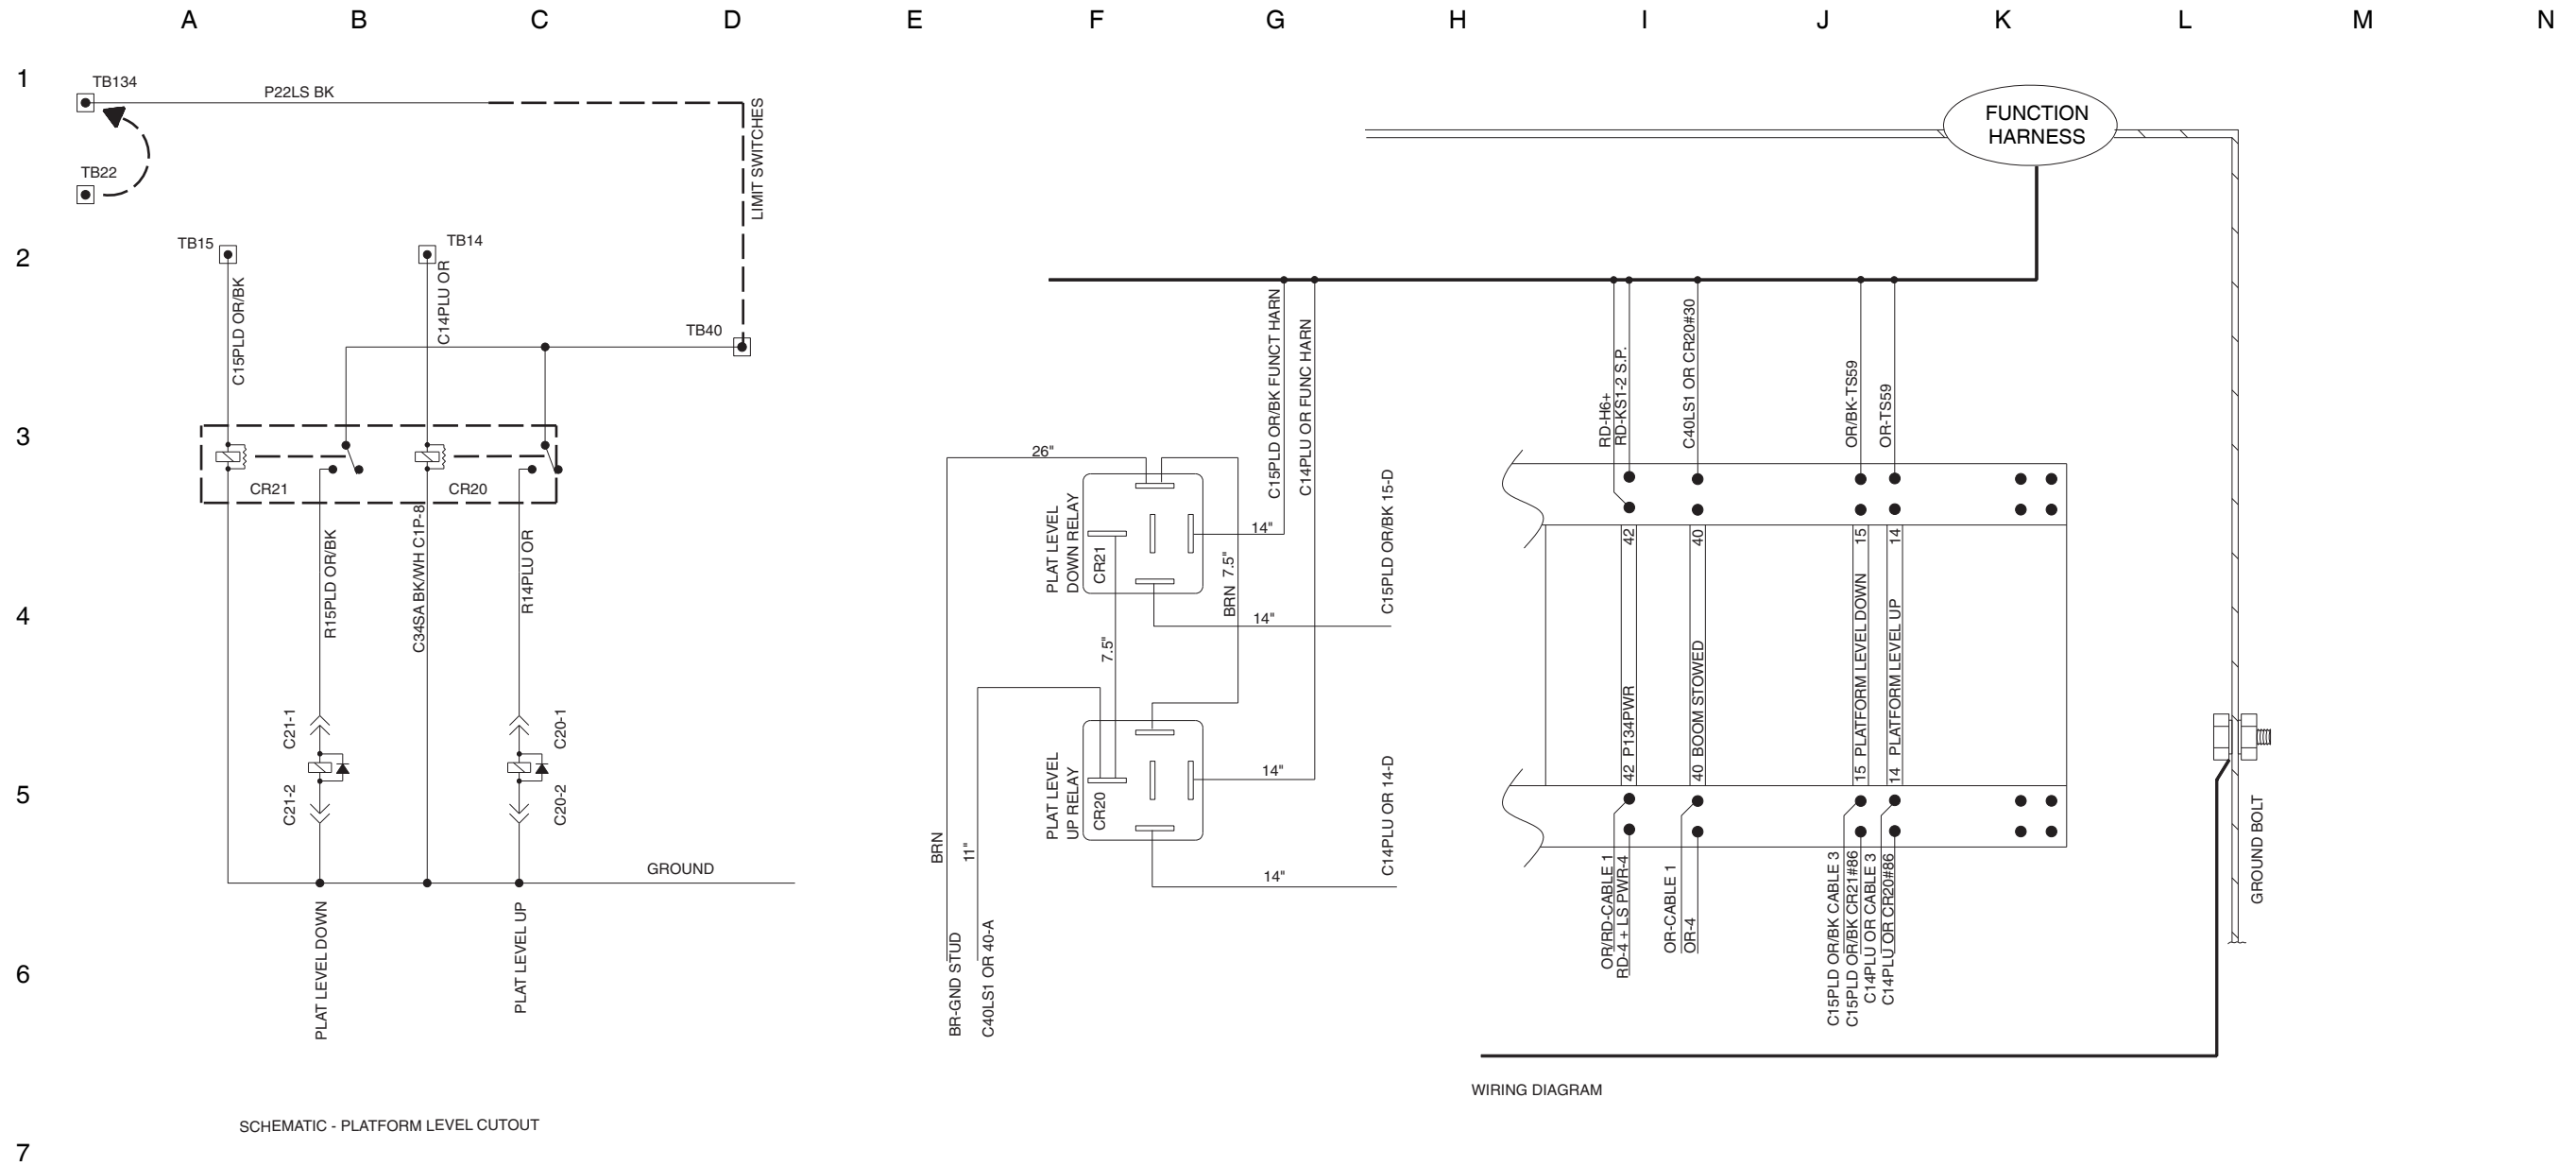 A B C D E F G H I J K L M N
1
2
3
4
5
6
7
TB134
P22LS BK
LIMIT SWITCHES
TB22
TB15
TB14
C15PLD OR/BK
C14PLU OR
TB40
CR21
CR20
R15PLD OR/BK
C34SA BK/WH C1P-8
R14PLU OR
C21-1
C20-1
C21-2
C20-2
GROUND
PLAT LEVEL DOWN
PLAT LEVEL UP
SCHEMATIC - PLATFORM LEVEL CUTOUT
FUNCTION
HARNESS
C15PLD OR/BK FUNCT HARN
C14PLU OR FUNC HARN
26"
PLAT LEVEL
DOWN RELAY
CR21
14"
BRN 7.5"
14"
C15PLD OR/BK 15-D
7.5"
PLAT LEVEL
UP RELAY
CR20
14"
14"
C14PLU OR 14-D
BRN
11"
BR-GND STUD
C40LS1 OR 40-A
RD-H6+
RD-KS1-2 S.P.
C40LS1 OR CR20#30
OR/BK-TS59
OR-TS59
42
40
15
14
42 P134PWR
40 BOOM STOWED
15 PLATFORM LEVEL DOWN
14 PLATFORM LEVEL UP
OR/RD-CABLE 1
RD-4 + LS PWR-4
OR-CABLE 1
OR-4
C15PLD OR/BK CABLE 3
C15PLD OR/BK CR21#86
C14PLU OR CABLE 3
C14PLU OR CR20#86
GROUND BOLT
WIRING DIAGRAM